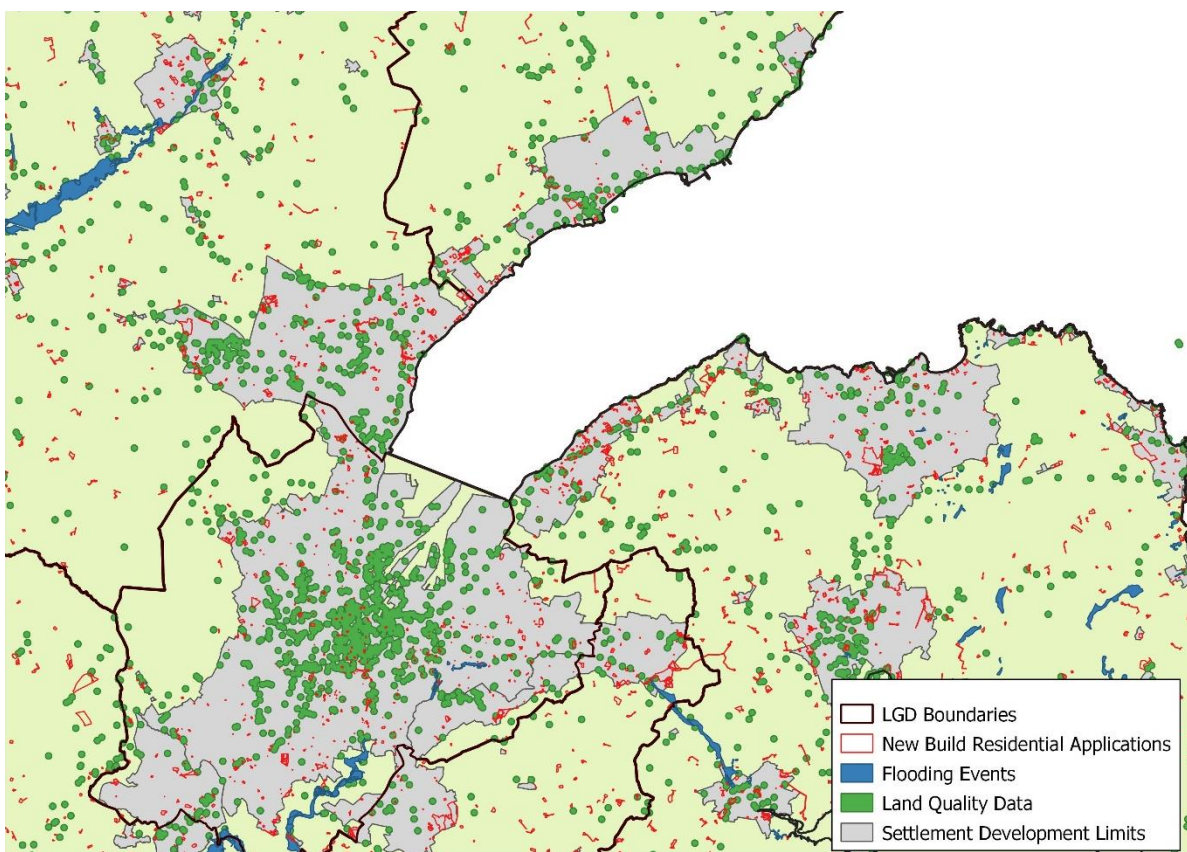 LGD Boundaries
New Build Residential Applications
Flooding Events
Land Quality Data
Settlement Development Limits